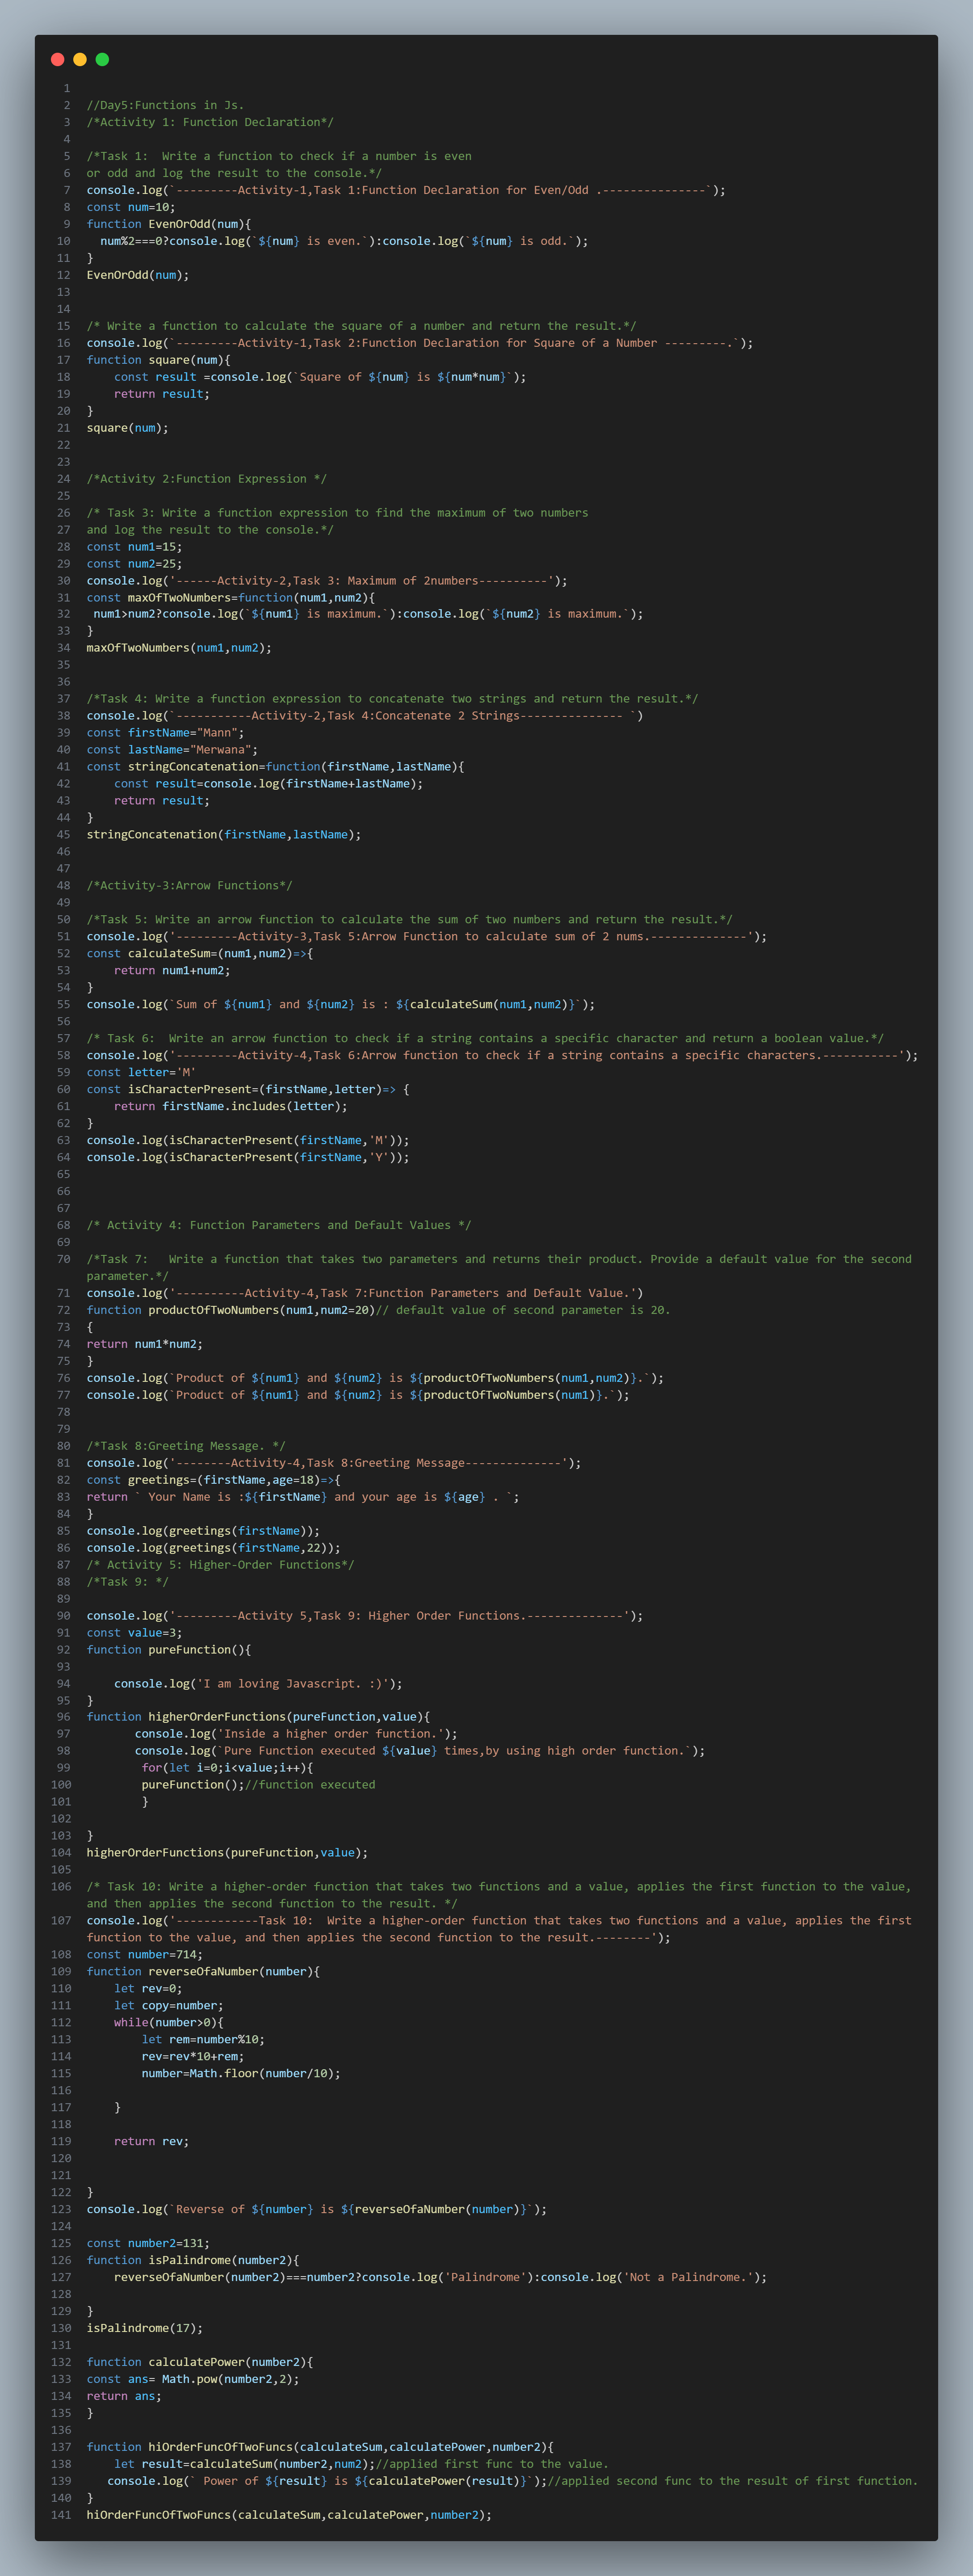 1
2 //Day5:Functions in Js.
3 /*Activity 1: Function Declaration*/
4
5 /*Task 1:  Write a function to check if a number is even
6 or odd and log the result to the console.*/
7 console.log(`---------Activity-1,Task 1:Function Declaration for Even/Odd .---------------`);
8 const num=10;
9 function EvenOrOdd(num){
10   num%2===0?console.log(`${num} is even.`):console.log(`${num} is odd.`);
11 }
12 EvenOrOdd(num);
13
14
15 /* Write a function to calculate the square of a number and return the result.*/
16 console.log(`---------Activity-1,Task 2:Function Declaration for Square of a Number ---------.`);
17 function square(num){
18     const result =console.log(`Square of ${num} is ${num*num}`);
19     return result;
20 }
21 square(num);
22
23
24 /*Activity 2:Function Expression */
25
26 /* Task 3: Write a function expression to find the maximum of two numbers
27 and log the result to the console.*/
28 const num1=15;
29 const num2=25;
30 console.log('------Activity-2,Task 3: Maximum of 2numbers----------');
31 const maxOfTwoNumbers=function(num1,num2){
32  num1>num2?console.log(`${num1} is maximum.`):console.log(`${num2} is maximum.`);
33 }
34 maxOfTwoNumbers(num1,num2);
35
36
37 /*Task 4: Write a function expression to concatenate two strings and return the result.*/
38 console.log(`-----------Activity-2,Task 4:Concatenate 2 Strings--------------- `)
39 const firstName="Mann";
40 const lastName="Merwana";
41 const stringConcatenation=function(firstName,lastName){
42     const result=console.log(firstName+lastName);
43     return result;
44 }
45 stringConcatenation(firstName,lastName);
46
47
48 /*Activity-3:Arrow Functions*/
49
50 /*Task 5: Write an arrow function to calculate the sum of two numbers and return the result.*/
51 console.log('---------Activity-3,Task 5:Arrow Function to calculate sum of 2 nums.--------------');
52 const calculateSum=(num1,num2)=>{
53     return num1+num2;
54 }
55 console.log(`Sum of ${num1} and ${num2} is : ${calculateSum(num1,num2)}`);
56
57 /* Task 6:  Write an arrow function to check if a string contains a specific character and return a boolean value.*/
58 console.log('---------Activity-4,Task 6:Arrow function to check if a string contains a specific characters.-----------');
59 const letter='M'
60 const isCharacterPresent=(firstName,letter)=> {
61     return firstName.includes(letter);
62 }
63 console.log(isCharacterPresent(firstName,'M'));
64 console.log(isCharacterPresent(firstName,'Y'));
65
66
67
68 /* Activity 4: Function Parameters and Default Values */
69
70 /*Task 7:   Write a function that takes two parameters and returns their product. Provide a default value for the second
parameter.*/
71 console.log('----------Activity-4,Task 7:Function Parameters and Default Value.')
72 function productOfTwoNumbers(num1,num2=20)// default value of second parameter is 20.
73 {
74 return num1*num2;
75 }
76 console.log(`Product of ${num1} and ${num2} is ${productOfTwoNumbers(num1,num2)}.`);
77 console.log(`Product of ${num1} and ${num2} is ${productOfTwoNumbers(num1)}.`);
78
79
80 /*Task 8:Greeting Message. */
81 console.log('--------Activity-4,Task 8:Greeting Message--------------');
82 const greetings=(firstName,age=18)=>{
83 return ` Your Name is :${firstName} and your age is ${age} . `;
84 }
85 console.log(greetings(firstName));
86 console.log(greetings(firstName,22));
87 /* Activity 5: Higher-Order Functions*/
88 /*Task 9: */
89
90 console.log('---------Activity 5,Task 9: Higher Order Functions.--------------');
91 const value=3;
92 function pureFunction(){
93
94     console.log('I am loving Javascript. :)');
95 }
96 function higherOrderFunctions(pureFunction,value){
97        console.log('Inside a higher order function.');
98        console.log(`Pure Function executed ${value} times,by using high order function.`);
99         for(let i=0;i<value;i++){
100         pureFunction();//function executed
101         }
102
103 }
104 higherOrderFunctions(pureFunction,value);
105
106 /* Task 10: Write a higher-order function that takes two functions and a value, applies the first function to the value,
and then applies the second function to the result. */
107 console.log('------------Task 10:  Write a higher-order function that takes two functions and a value, applies the first
function to the value, and then applies the second function to the result.--------');
108 const number=714;
109 function reverseOfaNumber(number){
110     let rev=0;
111     let copy=number;
112     while(number>0){
113         let rem=number%10;
114         rev=rev*10+rem;
115         number=Math.floor(number/10);
116
117     }
118
119     return rev;
120
121
122 }
123 console.log(`Reverse of ${number} is ${reverseOfaNumber(number)}`);
124
125 const number2=131;
126 function isPalindrome(number2){
127     reverseOfaNumber(number2)===number2?console.log('Palindrome'):console.log('Not a Palindrome.');
128
129 }
130 isPalindrome(17);
131
132 function calculatePower(number2){
133 const ans= Math.pow(number2,2);
134 return ans;
135 }
136
137 function hiOrderFuncOfTwoFuncs(calculateSum,calculatePower,number2){
138     let result=calculateSum(number2,num2);//applied first func to the value.
139    console.log(` Power of ${result} is ${calculatePower(result)}`);//applied second func to the result of first function.
140 }
141 hiOrderFuncOfTwoFuncs(calculateSum,calculatePower,number2);